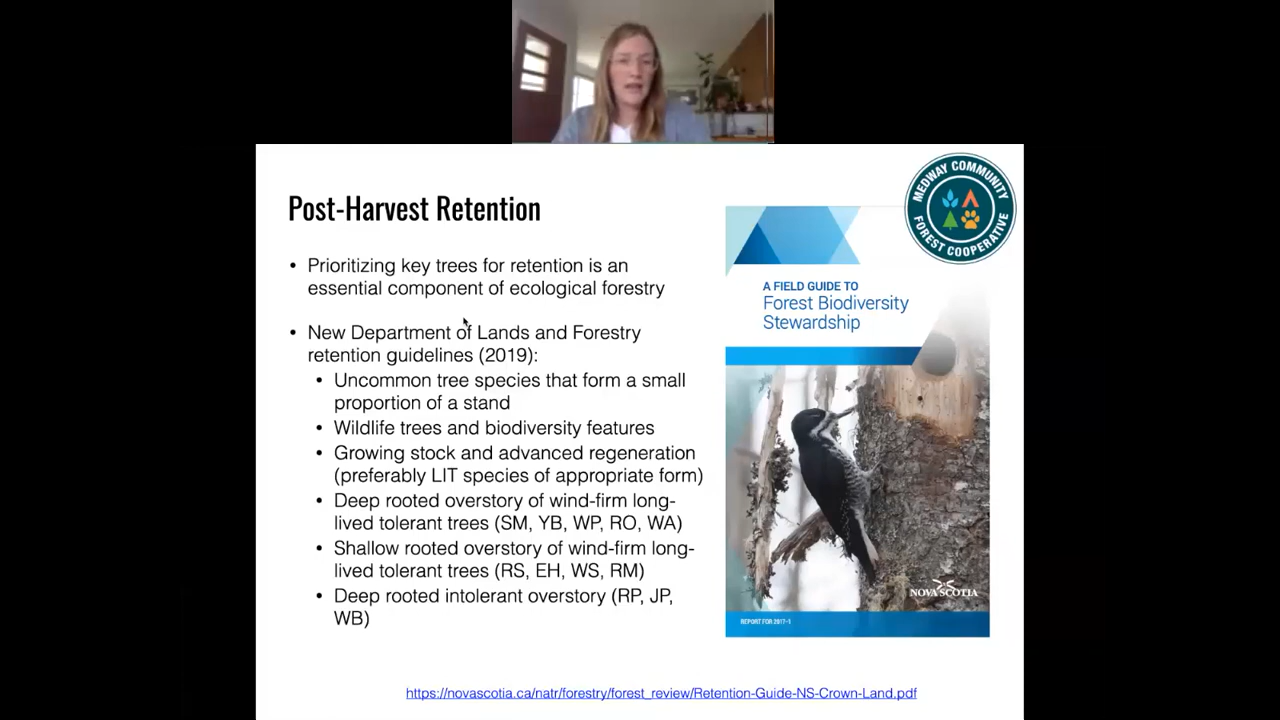 MEDWAY COMMUNITY
FOREST COOPERATIVE
Post-Harvest Retention
• Prioritizing key trees for retention is an
essential component of ecological forestry
• New Department of Lands and Forestry
retention guidelines (2019):
• Uncommon tree species that form a small
proportion of a stand
• Wildlife trees and biodiversity features
• Growing stock and advanced regeneration
(preferably LIT species of appropriate form)
• Deep rooted overstory of wind-firm long-
lived tolerant trees (SM, YB, WP, RO, WA)
• Shallow rooted overstory of wind-firm long-
lived tolerant trees (RS, EH, WS, RM)
• Deep rooted intolerant overstory (RP, JP,
WB)
A FIELD GUIDE TO
Forest Biodiversity
Stewardship
NOVA SCOTIA
REPORT FOR 2017-1
https://novascotia.ca/natr/forestry/forest_review/Retention-Guide-NS-Crown-Land.pdf